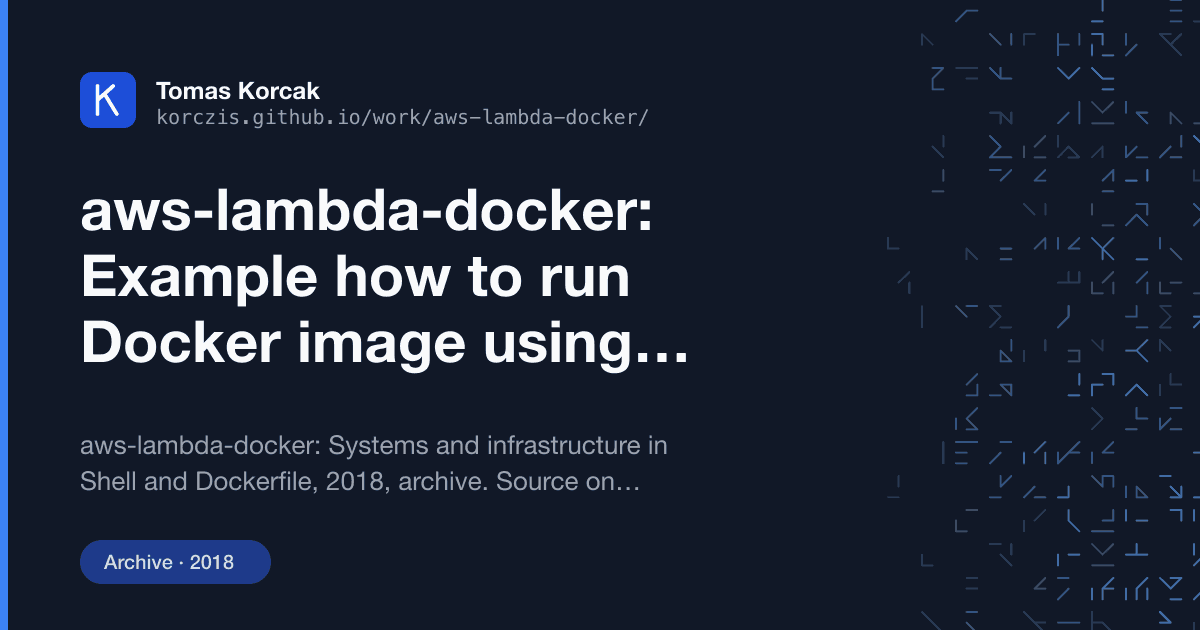 K
Tomas Korcak
korczis.github.io/work/aws-lambda-docker/
aws-lambda-docker:
Example how to run
Docker image using…
aws-lambda-docker: Systems and infrastructure in
Shell and Dockerfile, 2018, archive. Source on…
Archive · 2018